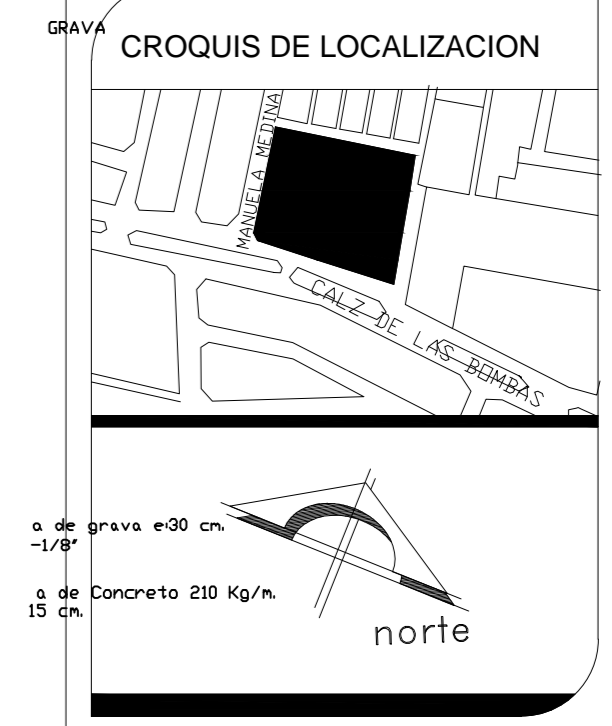 GRAVA
CROQUIS DE LOCALIZACION
MANUELA MEDINA
CALZ DE LAS BOMBAS
a de grava e:30 cm.
-1/8"
a de Concreto 210 Kg/m.
15 cm.
norte